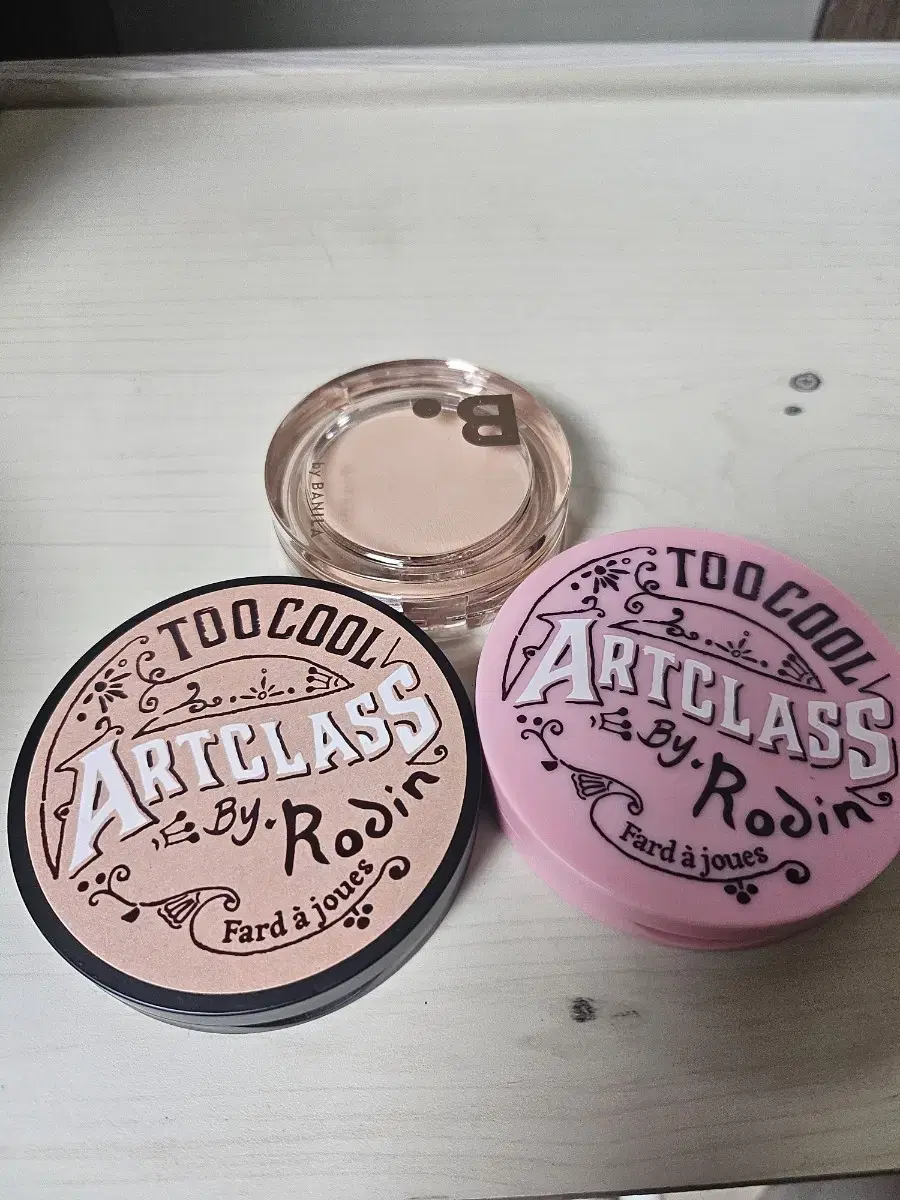 B.
by BANILA
TOO COOL
ARTCLASS
By. Rodin
Fard à joues
TOO COOL
ARTCLASS
By. Rodin
Fard à joues